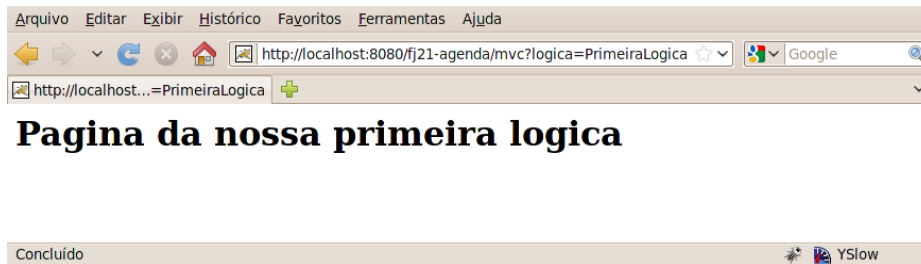 Arquivo Editar Exibir Histórico Favoritos Ferramentas Ajuda
http://localhost:8080/fj21-agenda/mvc?logica=PrimeiraLogica Google
http://localhost...=PrimeiraLogica
Pagina da nossa primeira logica
Concluído YSlow